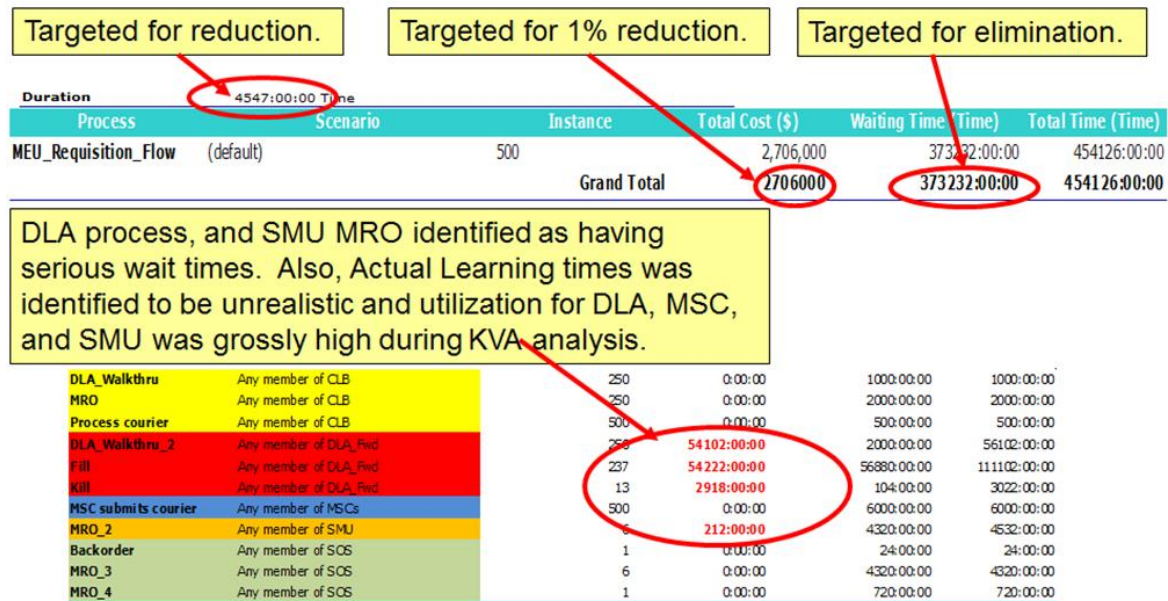 Targeted for reduction.
Targeted for 1% reduction.
Targeted for elimination.
Duration 4547:00:00 Time
Process Scenario Instance Total Cost ($) Waiting Time (Time) Total Time (Time)
MEU_Requisition_Flow (default) 500 2,706,000 373232:00:00 454126:00:00
Grand Total 2706000 373232:00:00 454126:00:00
DLA process, and SMU MRO identified as having
serious wait times. Also, Actual Learning times was
identified to be unrealistic and utilization for DLA, MSC,
and SMU was grossly high during KVA analysis.
DLA_Walkthru Any member of CLB 250 0:00:00 1000:00:00 1000:00:00
MRO Any member of CLB 250 0:00:00 2000:00:00 2000:00:00
Process courier Any member of CLB 500 0:00:00 500:00:00 500:00:00
DLA_Walkthru_2 Any member of DLA_Fwd 250 54102:00:00 2000:00:00 56102:00:00
Fill Any member of DLA_Fwd 237 54222:00:00 56880:00:00 111102:00:00
Kill Any member of DLA_Fwd 13 2918:00:00 104:00:00 3022:00:00
MSC submits courier Any member of MSCs 500 0:00:00 6000:00:00 6000:00:00
MRO_2 Any member of SMU 6 212:00:00 4320:00:00 4532:00:00
Backorder Any member of SOS 1 0:00:00 24:00:00 24:00:00
MRO_3 Any member of SOS 6 0:00:00 4320:00:00 4320:00:00
MRO_4 Any member of SOS 1 0:00:00 720:00:00 720:00:00